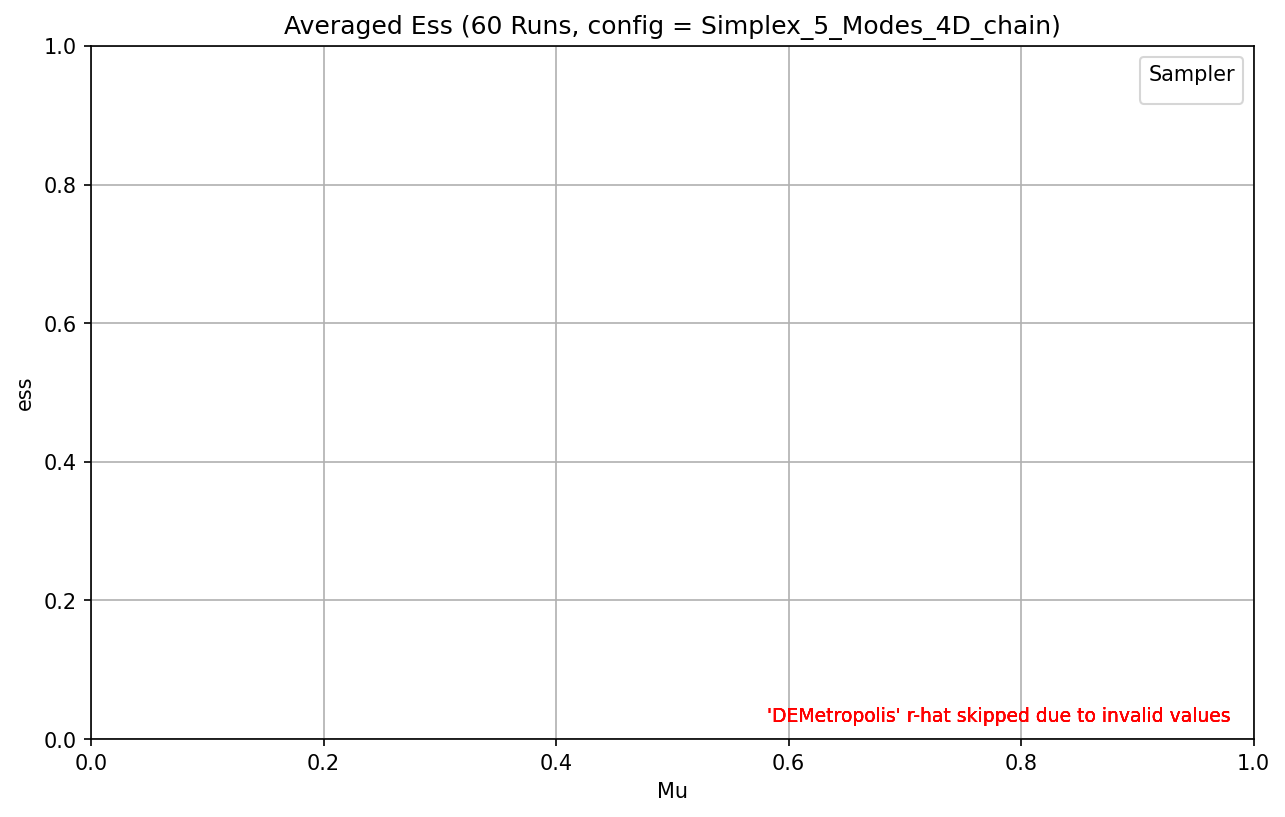 Averaged Ess (60 Runs, config = Simplex_5_Modes_4D_chain)
Sampler
1.0
0.8
0.6
0.4
0.2
0.0
ess
'DEMetropolis' r-hat skipped due to invalid values
0.0 0.2 0.4 0.6 0.8 1.0
Mu